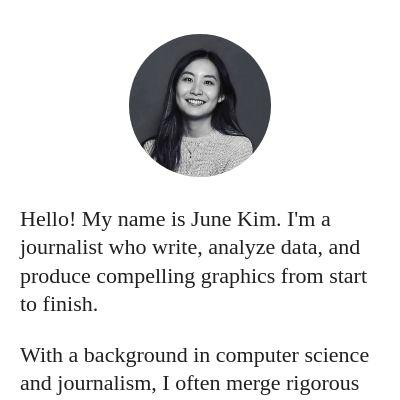 Hello! My name is June Kim. I'm a
journalist who write, analyze data, and
produce compelling graphics from start
to finish.
With a background in computer science
and journalism, I often merge rigorous